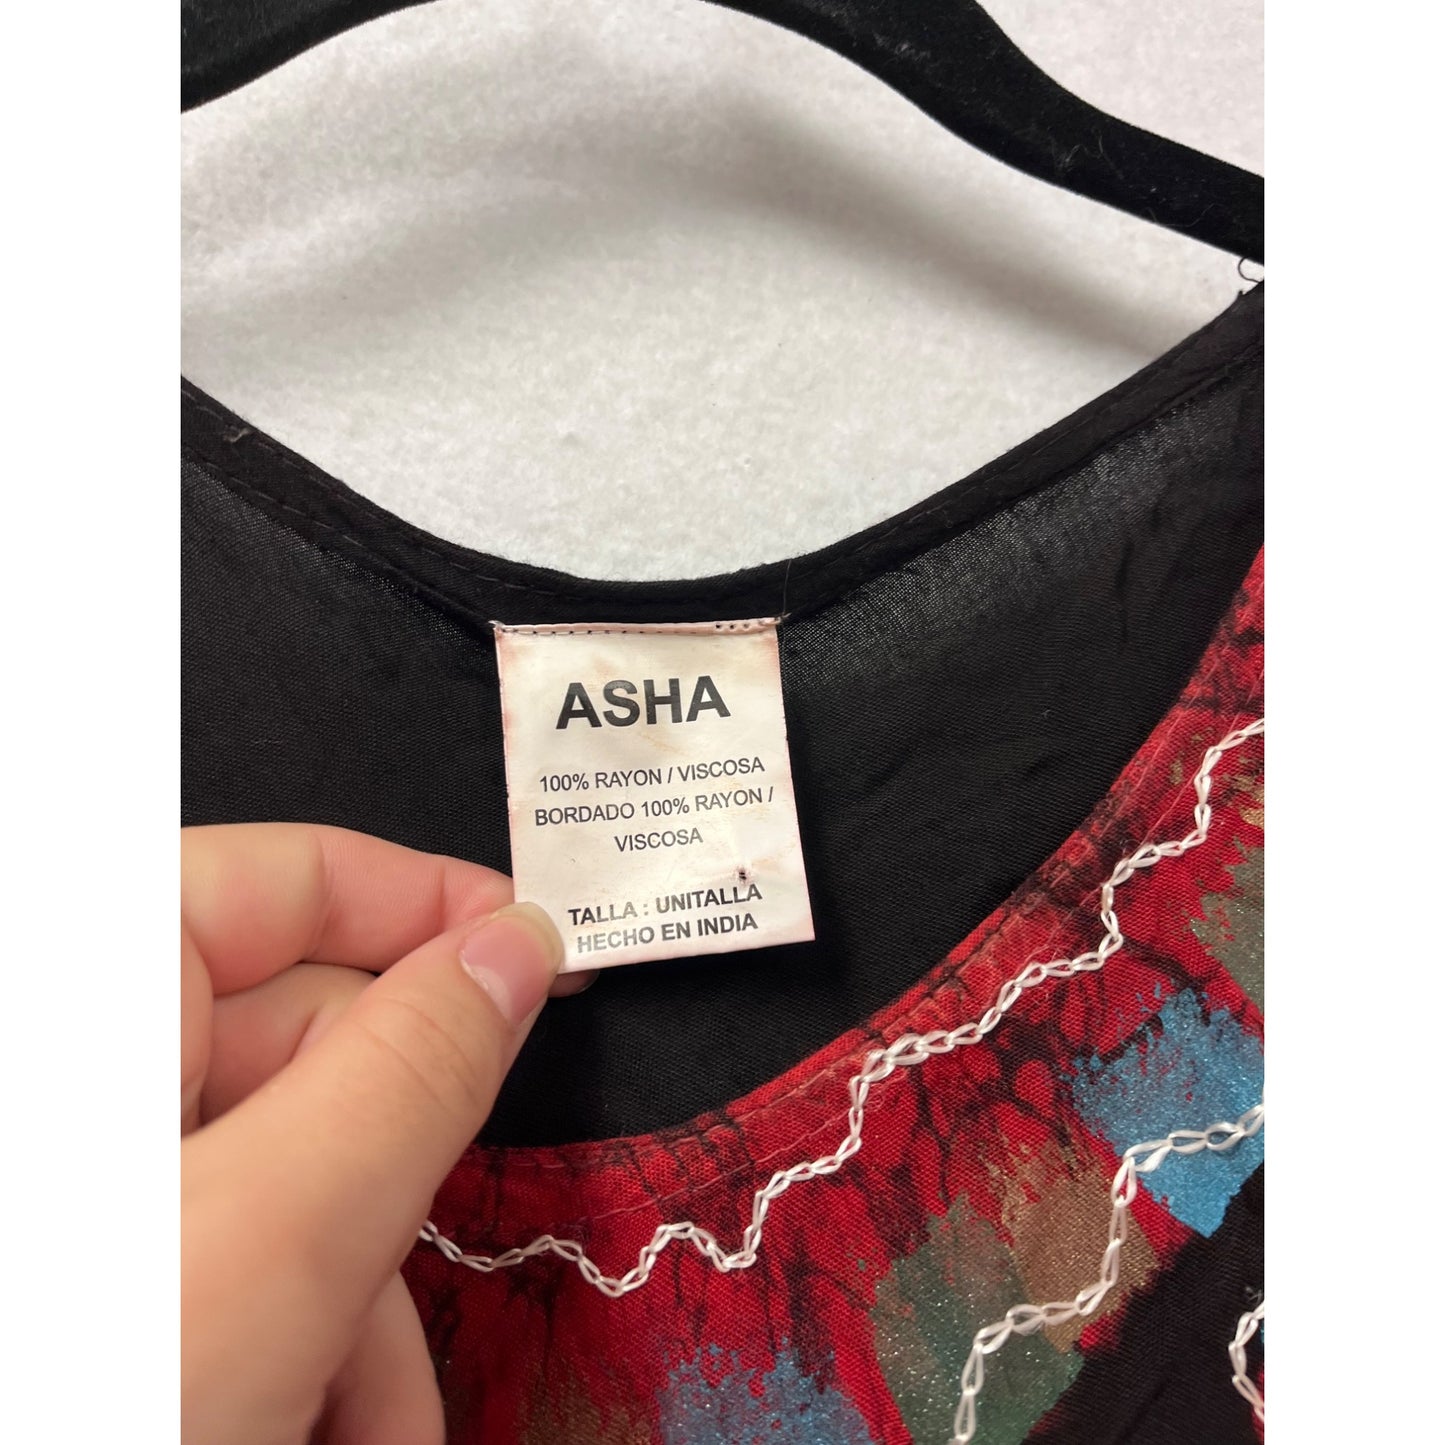 ASHA
100% RAYON / VISCOSA
BORDADO 100% RAYON /
VISCOSA
TALLA : UNITALLA
HECHO EN INDIA